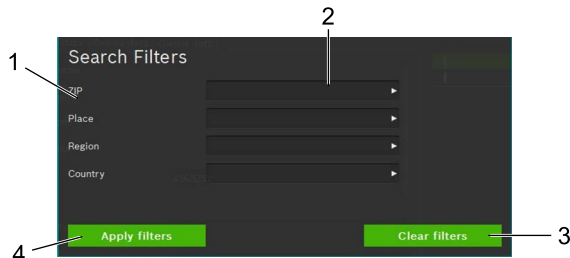 2
Search Filters
1
ZIP
Place
Region
Country
Apply filters
Clear filters
3
4